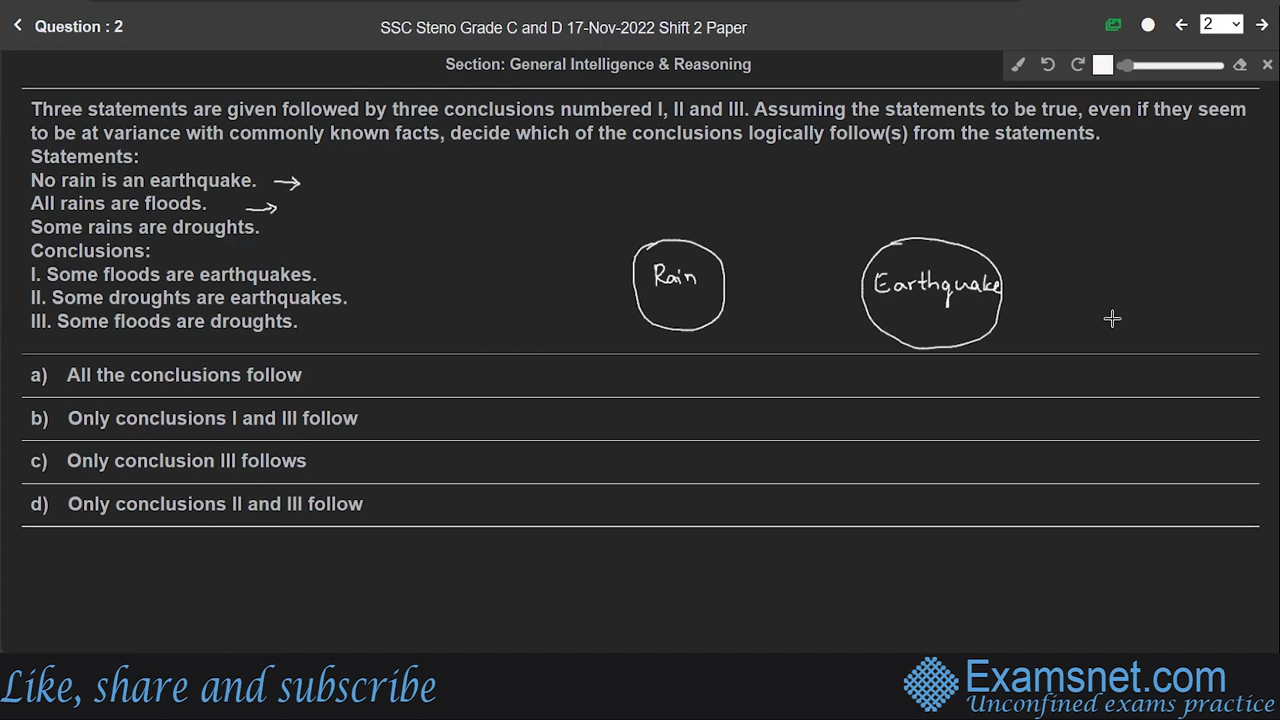 Question : 2
SSC Steno Grade C and D 17-Nov-2022 Shift 2 Paper
2
Section: General Intelligence & Reasoning
Three statements are given followed by three conclusions numbered I, II and III. Assuming the statements to be true, even if they seem
to be at variance with commonly known facts, decide which of the conclusions logically follow(s) from the statements.
Statements:
No rain is an earthquake.
All rains are floods.
Some rains are droughts.
Conclusions:
I. Some floods are earthquakes.
II. Some droughts are earthquakes.
III. Some floods are droughts.
Rain
Earthquake
a) All the conclusions follow
b) Only conclusions I and III follow
c) Only conclusion III follows
d) Only conclusions II and III follow
Like, share and subscribe
Examsnet.com
Unconfined exams practice